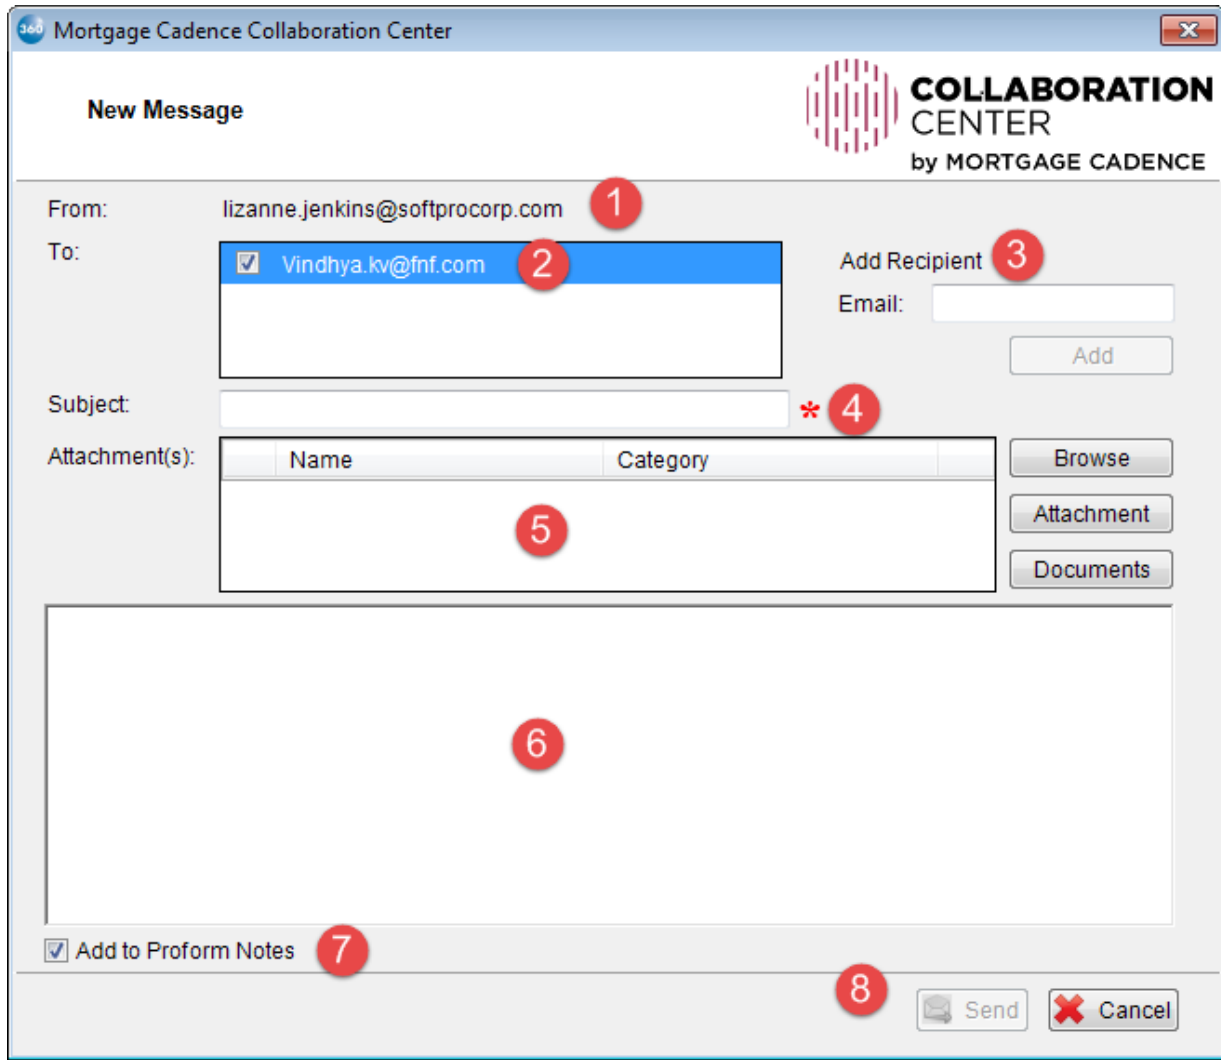 360 Mortgage Cadence Collaboration Center
New Message
COLLABORATION
CENTER
by MORTGAGE CADENCE
From: lizanne.jenkins@softprocorp.com 1
To: Vindhya.kv@fnf.com 2
Add Recipient 3
Email:
Add
Subject: * 4
Attachment(s): Name Category Browse
5 Attachment
Documents
6
Add to Proform Notes 7
8 Send Cancel